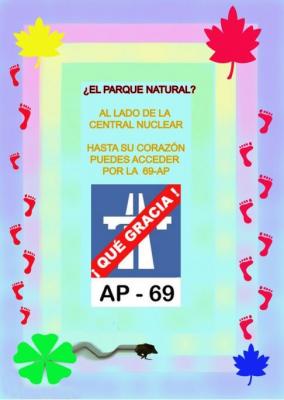 ¿EL PARQUE NATURAL?
AL LADO DE LA
CENTRAL NUCLEAR
HASTA SU CORAZÓN
PUEDES ACCEDER
POR LA 69-AP
¡ QUÉ GRACIA !
AP - 69